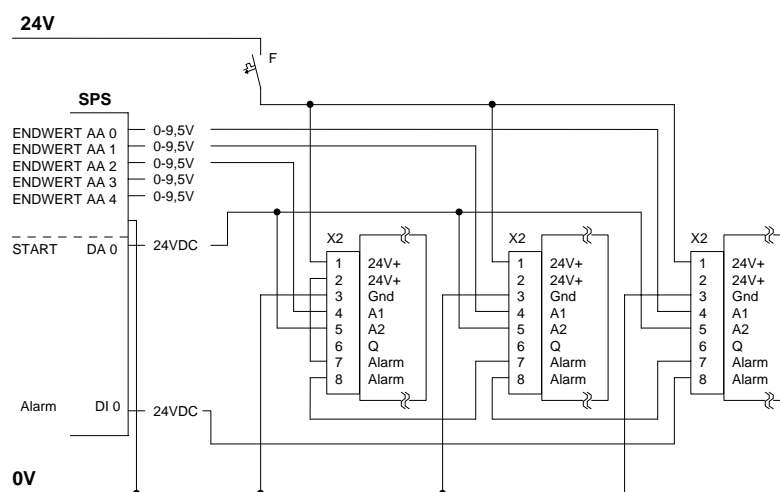 24V
F
SPS
ENDWERT AA 0 0-9,5V
ENDWERT AA 1 0-9,5V
ENDWERT AA 2 0-9,5V
ENDWERT AA 3 0-9,5V
ENDWERT AA 4 0-9,5V
START DA 0 24VDC
X2
1 24V+
2 24V+
3 Gnd
4 A1
5 A2
6 Q
7 Alarm
8 Alarm
X2
1 24V+
2 24V+
3 Gnd
4 A1
5 A2
6 Q
7 Alarm
8 Alarm
X2
1 24V+
2 24V+
3 Gnd
4 A1
5 A2
6 Q
7 Alarm
8 Alarm
Alarm DI 0 24VDC
0V